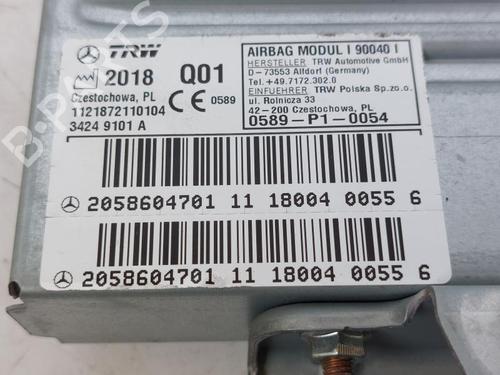 TRW
2018 Q01
Czestochowa, PL
1121872110104
34249101 A
CE 0589
AIRBAG MODUL I 90040 I
HERSTELLER TRW Automotive GmbH
D-73553 Alfdorf (Germany)
Tel. +49.7172.302.0
EINFUEHRER TRW Polska Sp.zo.o.
ul. Rolnicza 33
42-200 Czestochowa, PL
0589-P1-0054
2058604701 11 18004 0055 6
2058604701 11 18004 0055 6
B-PARTS